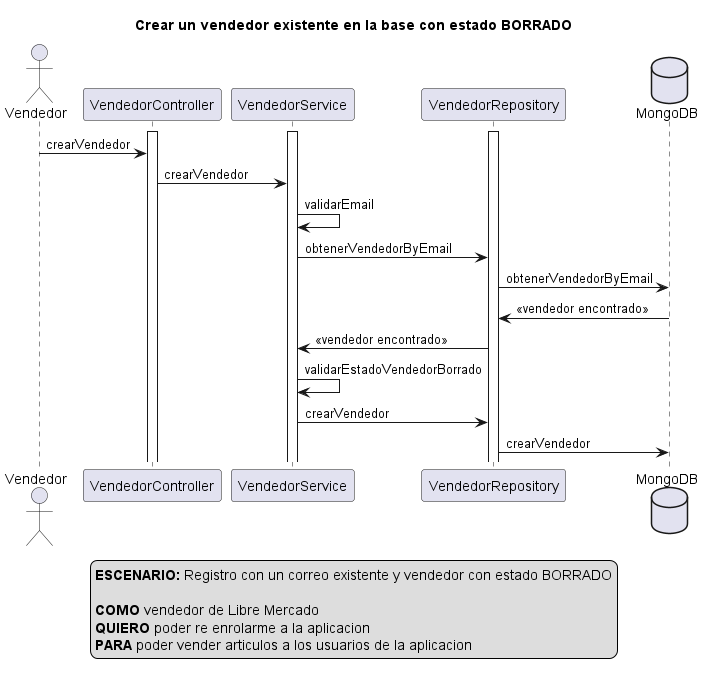 Crear un vendedor existente en la base con estado BORRADO
Vendedor
VendedorController
VendedorService
VendedorRepository
MongoDB
crearVendedor
crearVendedor
validarEmail
obtenerVendedorByEmail
obtenerVendedorByEmail
«vendedor encontrado»
«vendedor encontrado»
validarEstadoVendedorBorrado
crearVendedor
crearVendedor
Vendedor
VendedorController
VendedorService
VendedorRepository
MongoDB
ESCENARIO: Registro con un correo existente y vendedor con estado BORRADO
COMO vendedor de Libre Mercado
QUIERO poder re enrolarme a la aplicacion
PARA poder vender articulos a los usuarios de la aplicacion